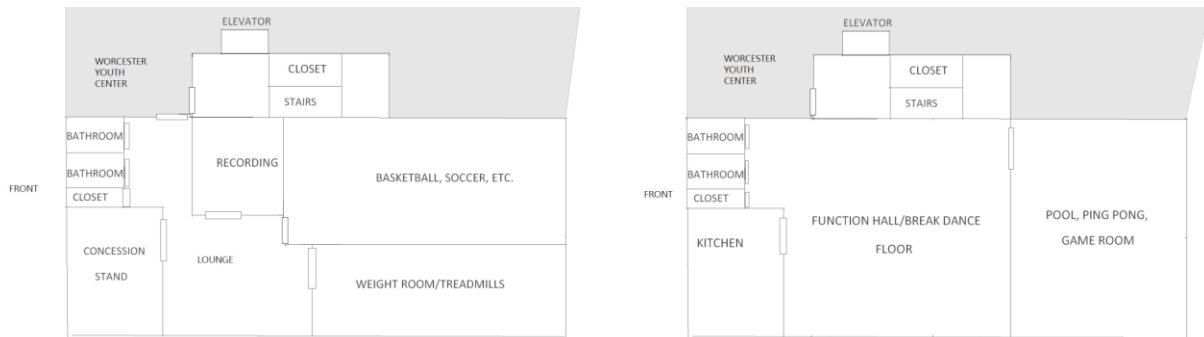 ELEVATOR
WORCESTER
YOUTH
CENTER
CLOSET
STAIRS
BATHROOM
BATHROOM
CLOSET
FRONT
RECORDING
BASKETBALL, SOCCER, ETC.
CONCESSION
STAND
LOUNGE
WEIGHT ROOM/TREADMILLS
ELEVATOR
WORCESTER
YOUTH
CENTER
CLOSET
STAIRS
BATHROOM
BATHROOM
CLOSET
FRONT
KITCHEN
FUNCTION HALL/BREAK DANCE
FLOOR
POOL, PING PONG,
GAME ROOM